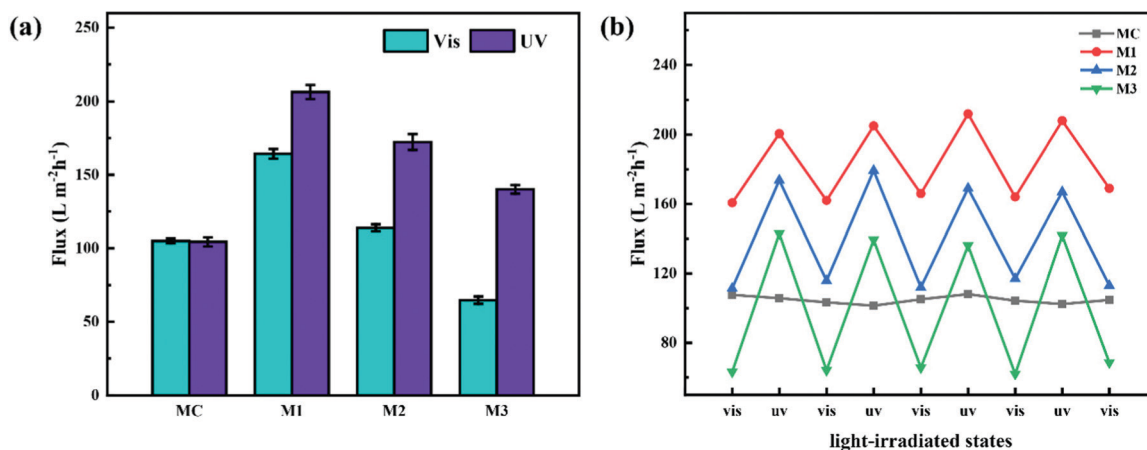 (a)
Flux (L m⁻²h⁻¹)
250
200
150
100
50
0
Vis
UV
MC
M1
M2
M3
(b)
Flux (L m⁻²h⁻¹)
240
200
160
120
80
MC
M1
M2
M3
vis
uv
vis
uv
vis
uv
vis
uv
vis
light-irradiated states